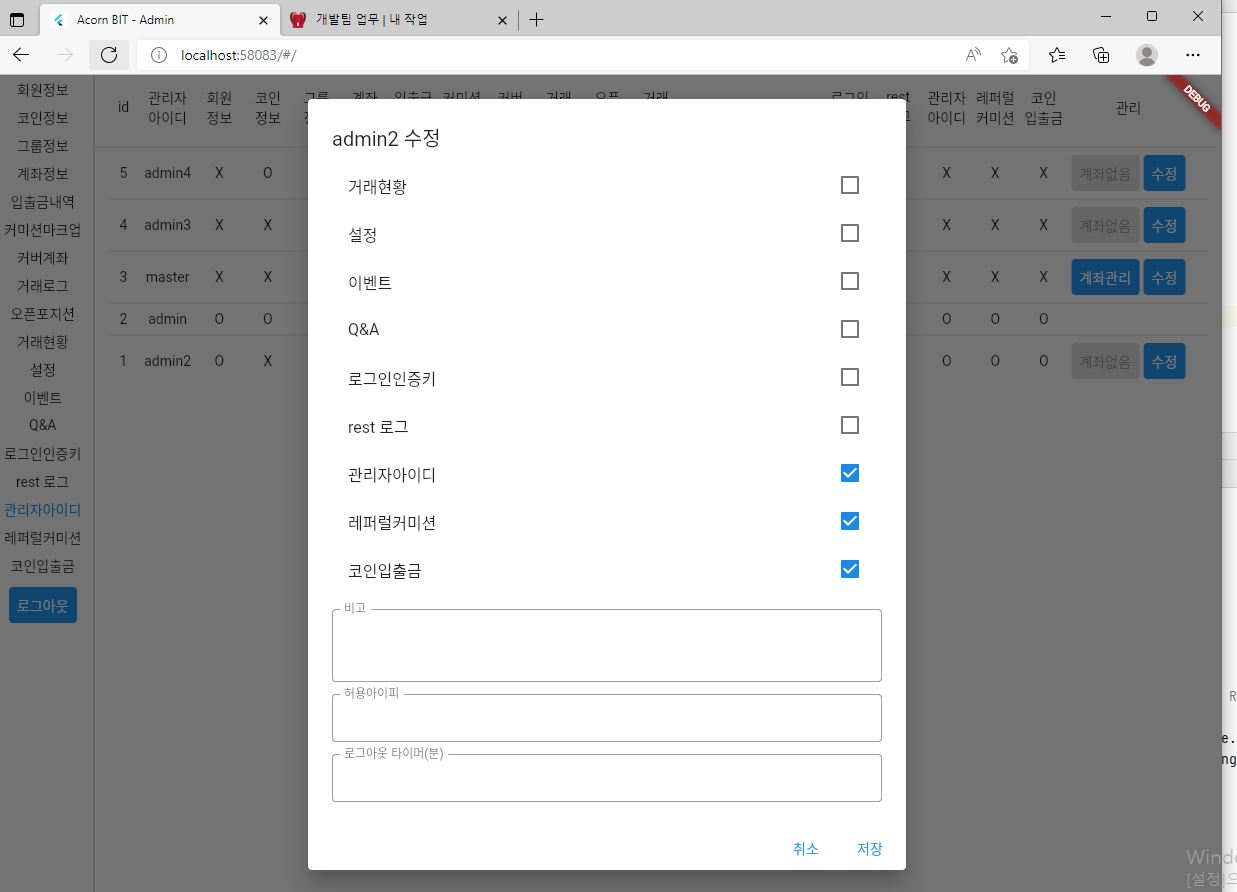 Acorn BIT - Admin
개발팀 업무 | 내 작업
localhost:58083/#/
DEBUG
회원정보
코인정보
그룹정보
계좌정보
입출금내역
커미션마크업
커버계좌
거래로그
오픈포지션
거래현황
설정
이벤트
Q&A
로그인인증키
rest 로그
관리자아이디
레퍼럴커미션
코인입출금
로그아웃
id 관리자 아이디 회원 정보 코인 정보 그룹 계좌 입출금 커미션 커버 거래 오픈 거래 로그인 rest 관리자 아이디 레퍼럴 커미션 코인 입출금 관리
5 admin4 X O X X X 계좌없음 수정
4 admin3 X X X X X 계좌없음 수정
3 master X X X X X 계좌관리 수정
2 admin O O O O O
1 admin2 O X O O O 계좌없음 수정
admin2 수정
거래현황
설정
이벤트
Q&A
로그인인증키
rest 로그
관리자아이디
레퍼럴커미션
코인입출금
비고
허용아이피
로그아웃 타이머(분)
취소 저장
R
e.
ng
Wind
[설정]으